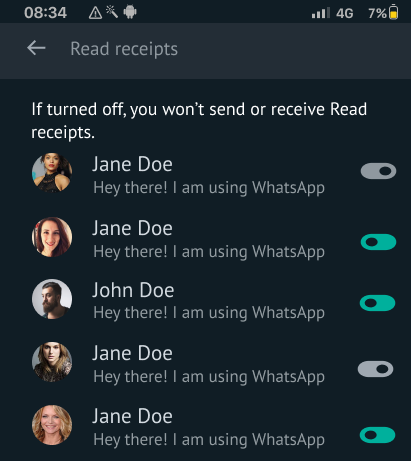 08:34 4G 7%
Read receipts
If turned off, you won't send or receive Read
receipts.
Jane Doe
Hey there! I am using WhatsApp
Jane Doe
Hey there! I am using WhatsApp
John Doe
Hey there! I am using WhatsApp
Jane Doe
Hey there! I am using WhatsApp
Jane Doe
Hey there! I am using WhatsApp